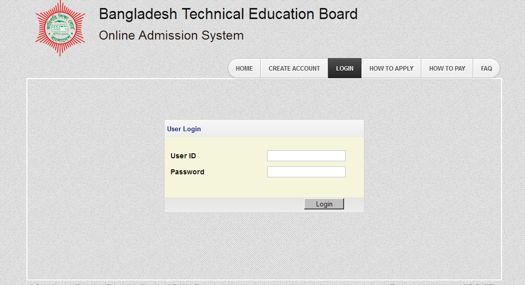 Bangladesh Technical Education Board
Online Admission System
HOME CREATE ACCOUNT LOGIN HOW TO APPLY HOW TO PAY FAQ
User Login
User ID
Password
Login